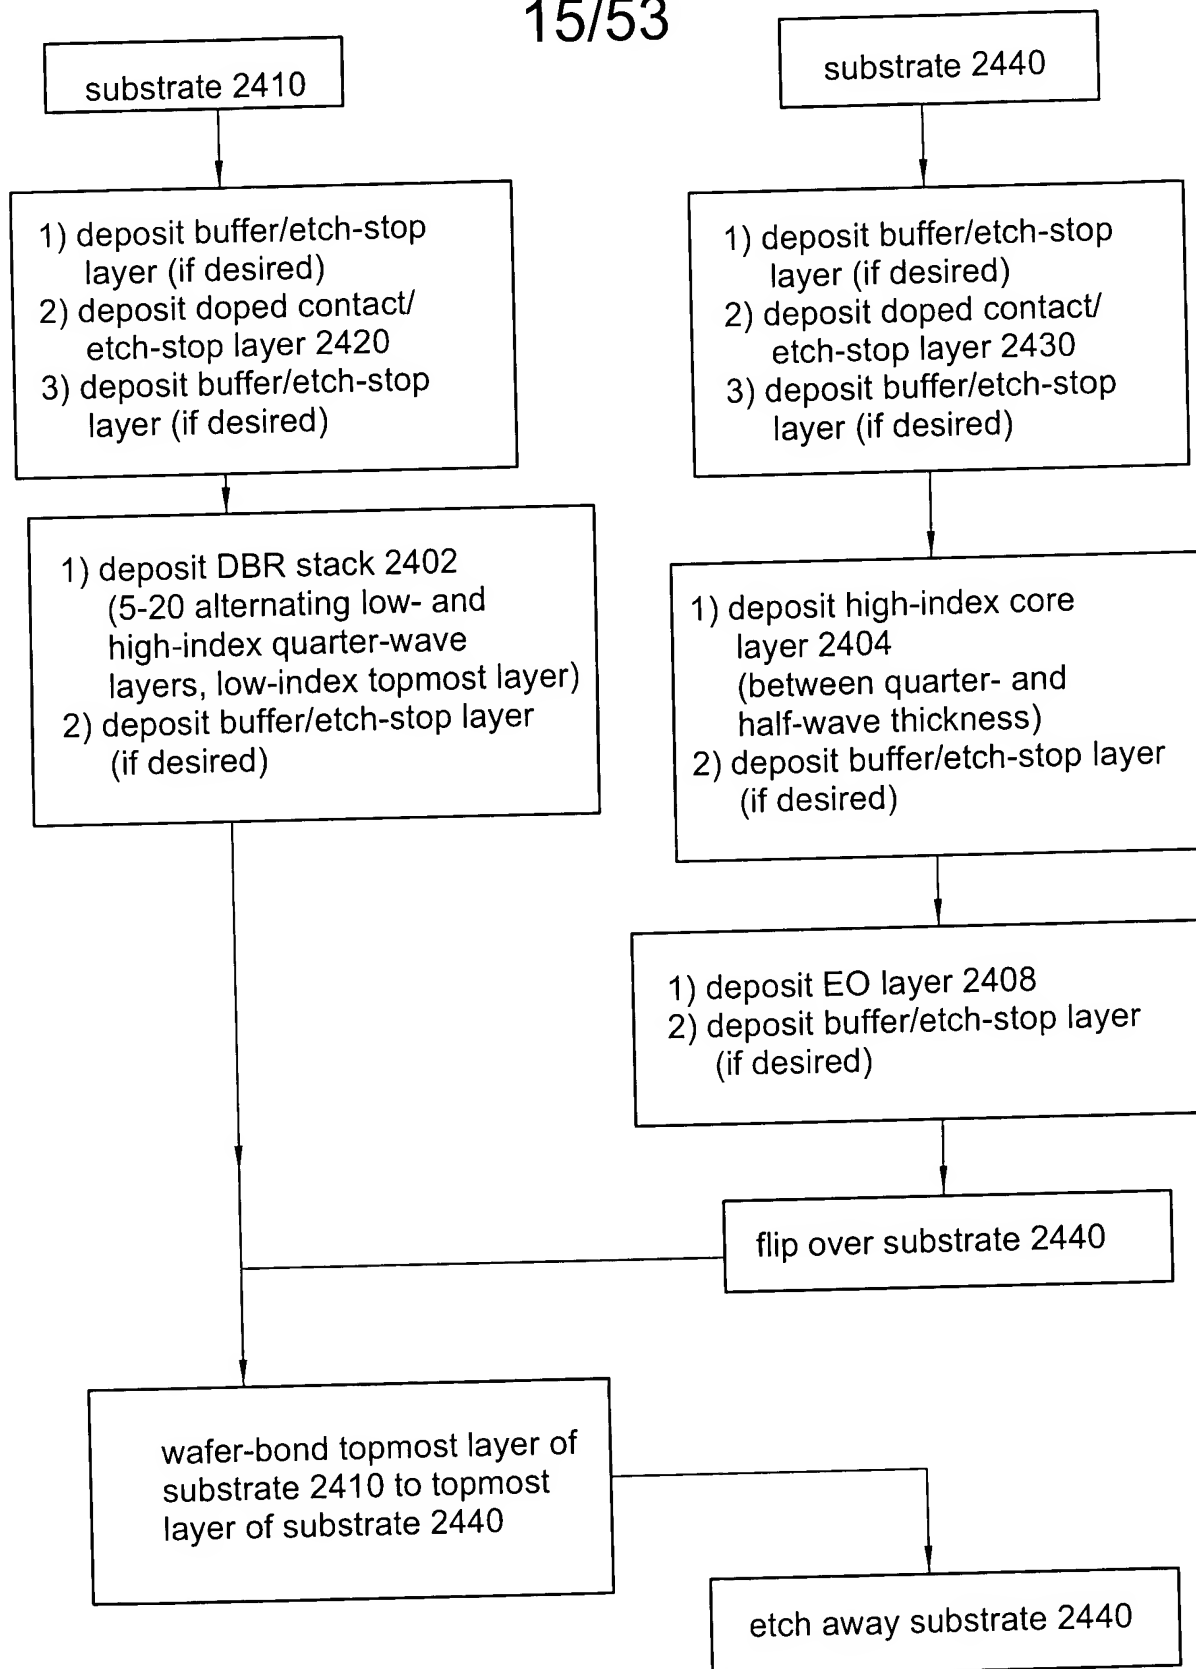 15/53
substrate 2410
substrate 2440
1) deposit buffer/etch-stop
layer (if desired)
2) deposit doped contact/
etch-stop layer 2420
3) deposit buffer/etch-stop
layer (if desired)
1) deposit buffer/etch-stop
layer (if desired)
2) deposit doped contact/
etch-stop layer 2430
3) deposit buffer/etch-stop
layer (if desired)
1) deposit DBR stack 2402
(5-20 alternating low- and
high-index quarter-wave
layers, low-index topmost layer)
2) deposit buffer/etch-stop layer
(if desired)
1) deposit high-index core
layer 2404
(between quarter- and
half-wave thickness)
2) deposit buffer/etch-stop layer
(if desired)
1) deposit EO layer 2408
2) deposit buffer/etch-stop layer
(if desired)
flip over substrate 2440
wafer-bond topmost layer of
substrate 2410 to topmost
layer of substrate 2440
etch away substrate 2440